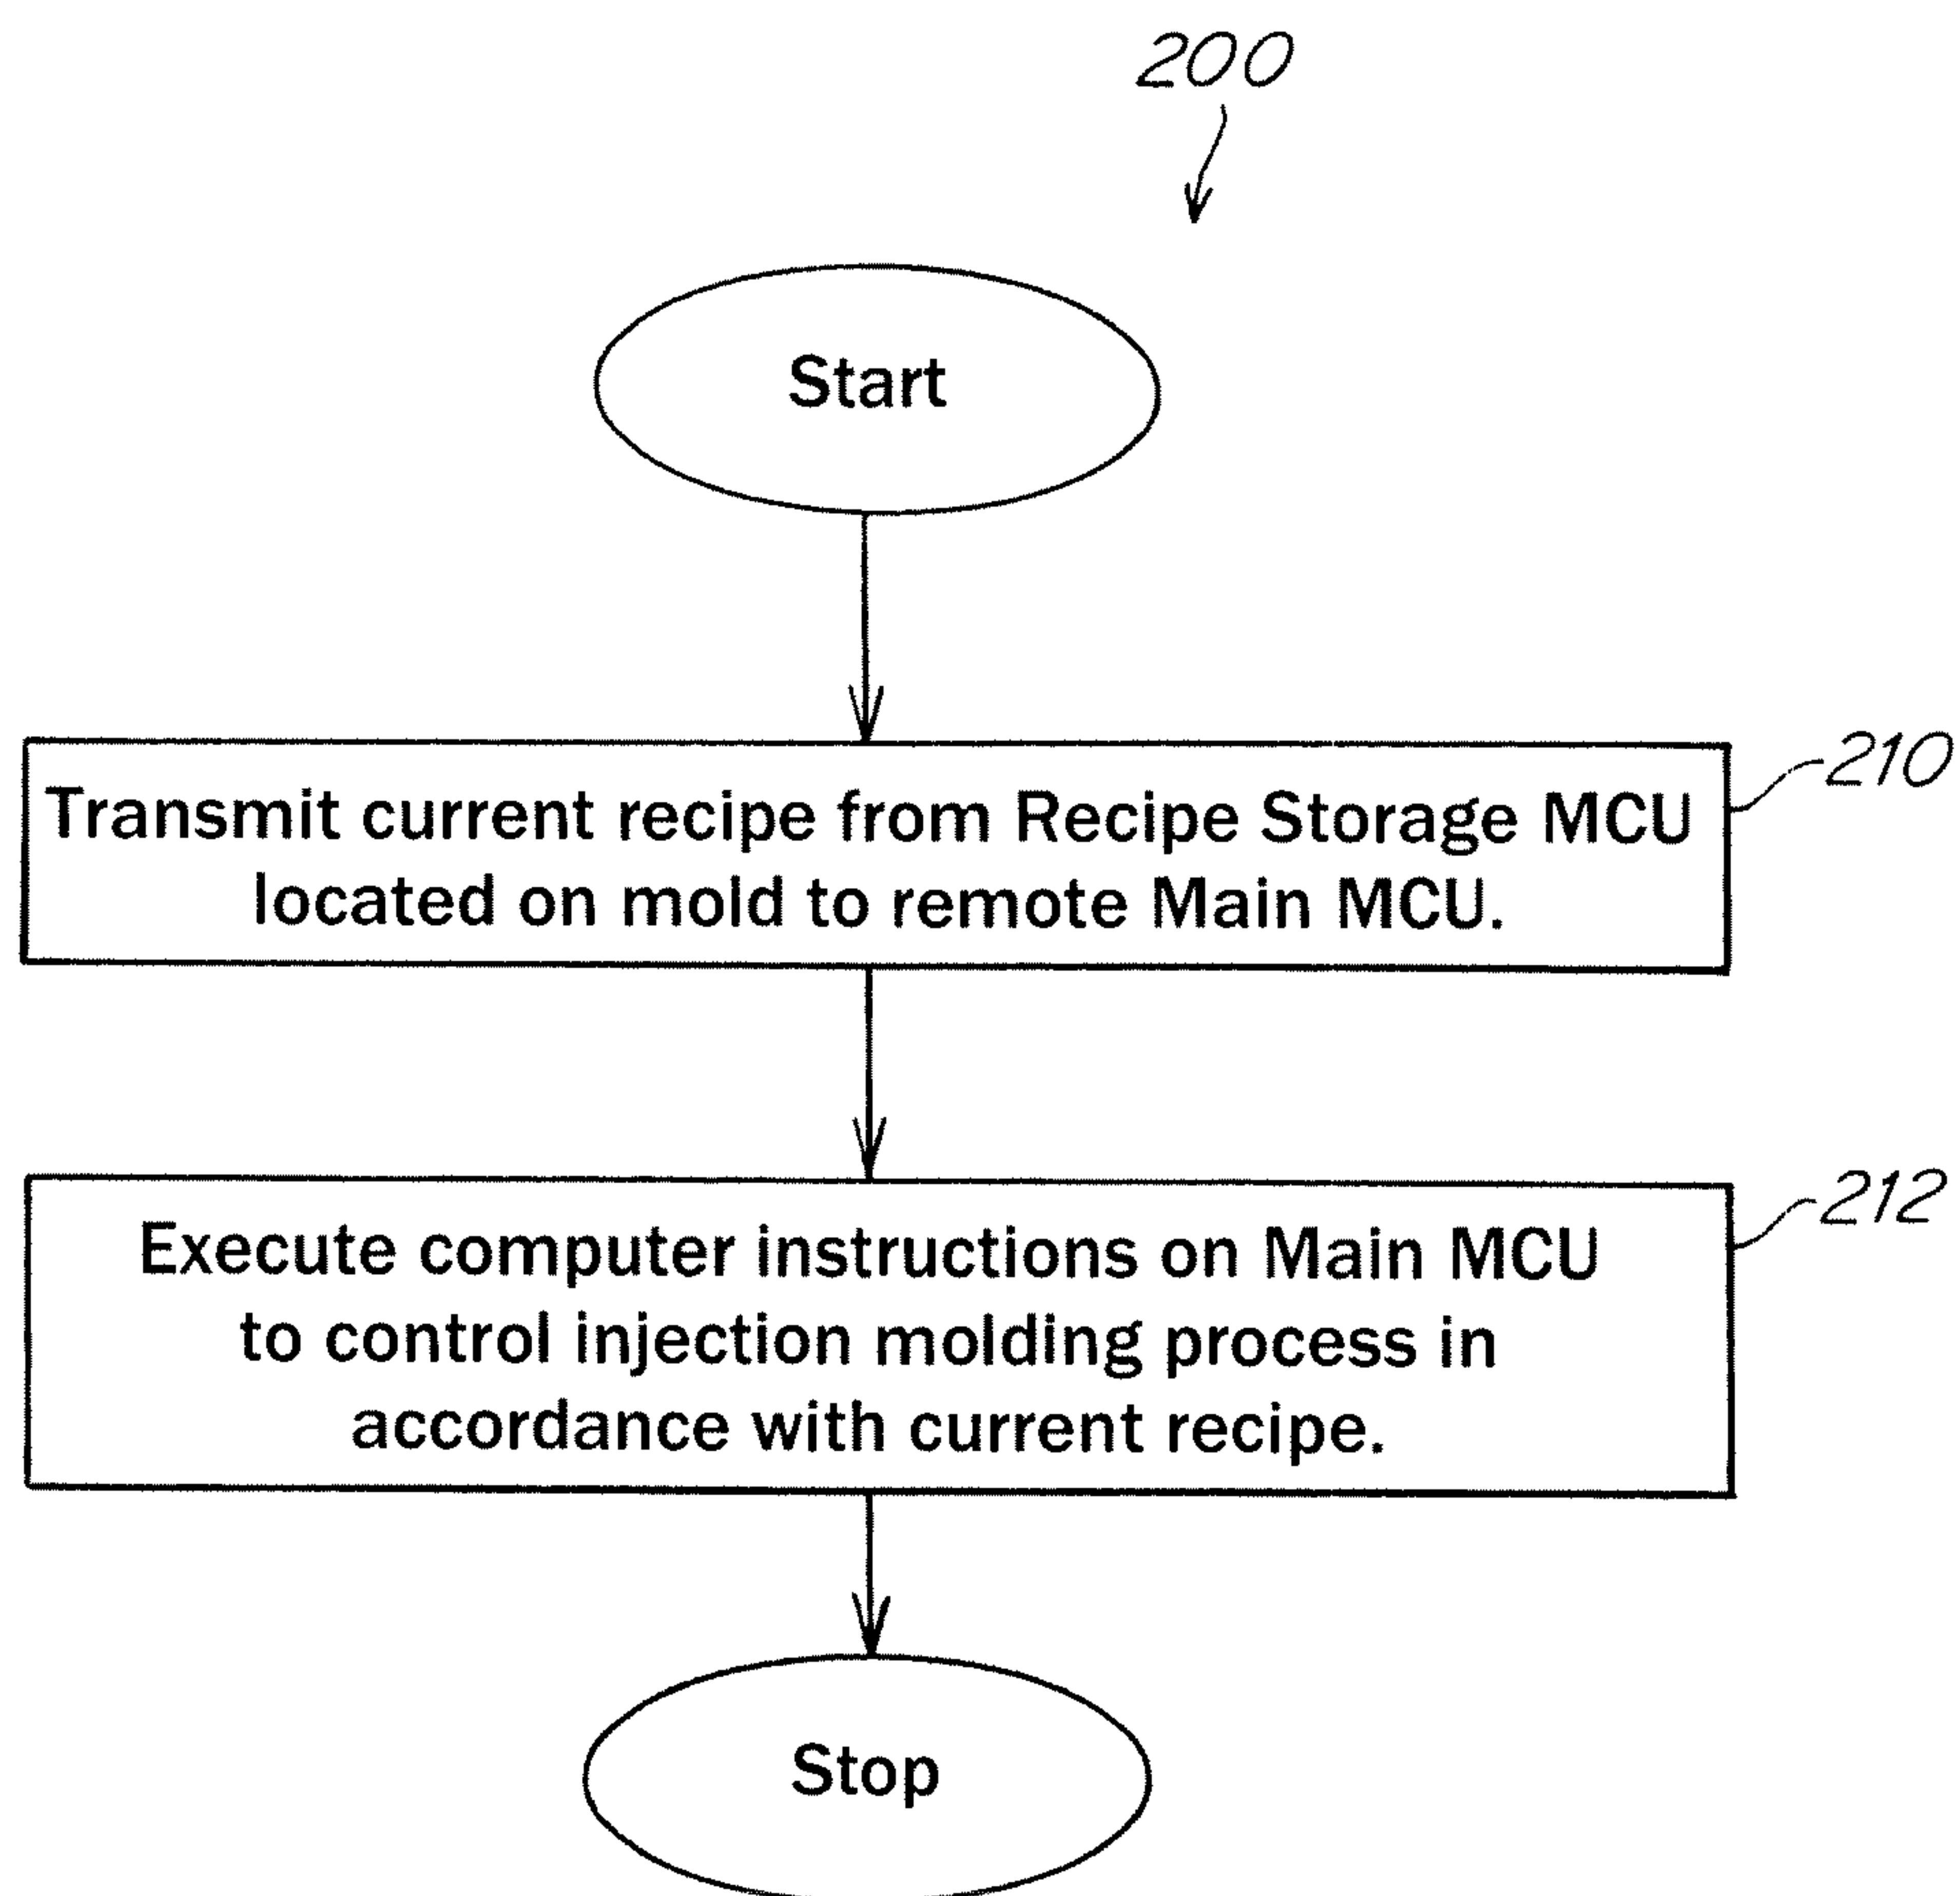 200
Start
Transmit current recipe from Recipe Storage MCU
located on mold to remote Main MCU.
210
Execute computer instructions on Main MCU
to control injection molding process in
accordance with current recipe.
212
Stop